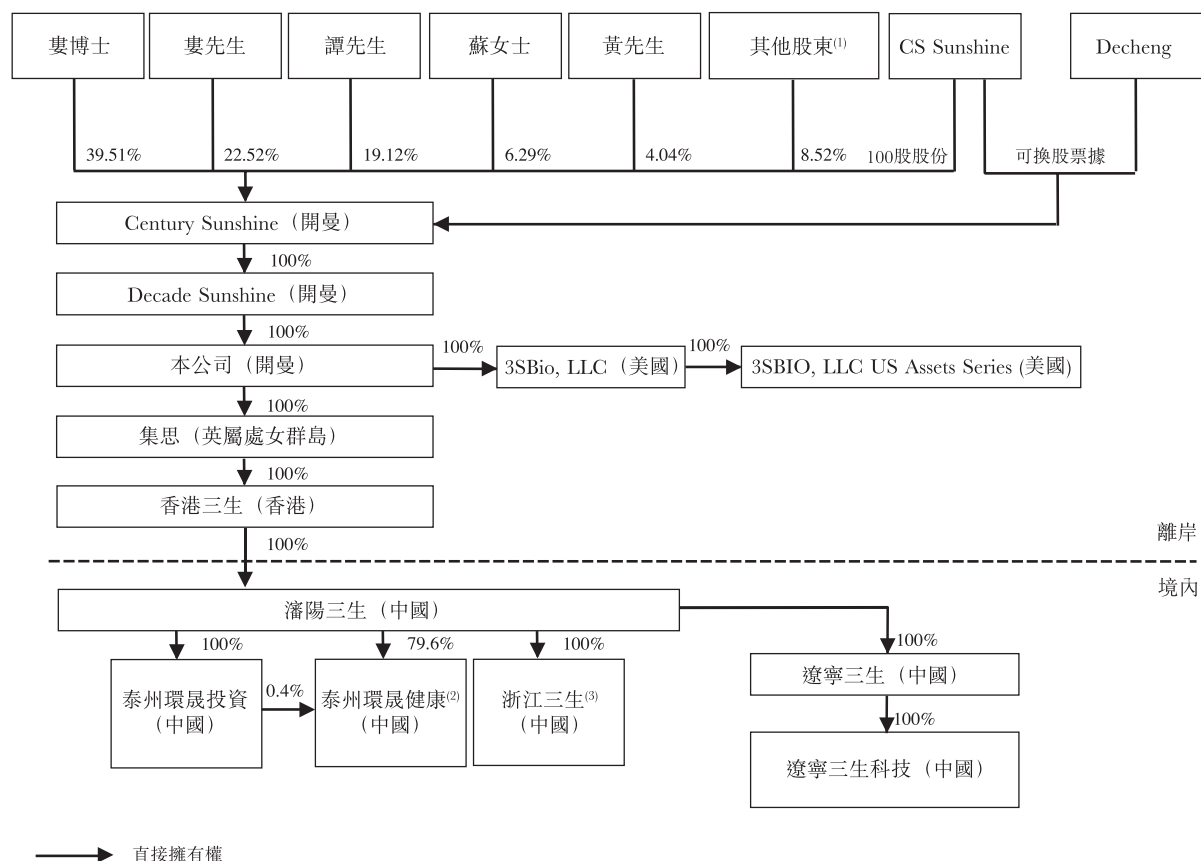 婁博士
婁先生
譚先生
蘇女士
黃先生
其他股東(1)
CS Sunshine
Decheng
39.51%
22.52%
19.12%
6.29%
4.04%
8.52%
100股股份
可換股票據
Century Sunshine（開曼）
100%
Decade Sunshine（開曼）
100%
本公司（開曼）
100%
3SBio, LLC（美國）
100%
3SBIO, LLC US Assets Series (美國)
100%
集思（英屬處女群島）
100%
香港三生（香港）
100%
離岸
境內
瀋陽三生（中國）
100%
79.6%
100%
100%
泰州環晟投資
(中國)
0.4%
泰州環晟健康(2)
(中國)
浙江三生(3)
(中國)
遼寧三生（中國）
100%
遼寧三生科技（中國）
直接擁有權